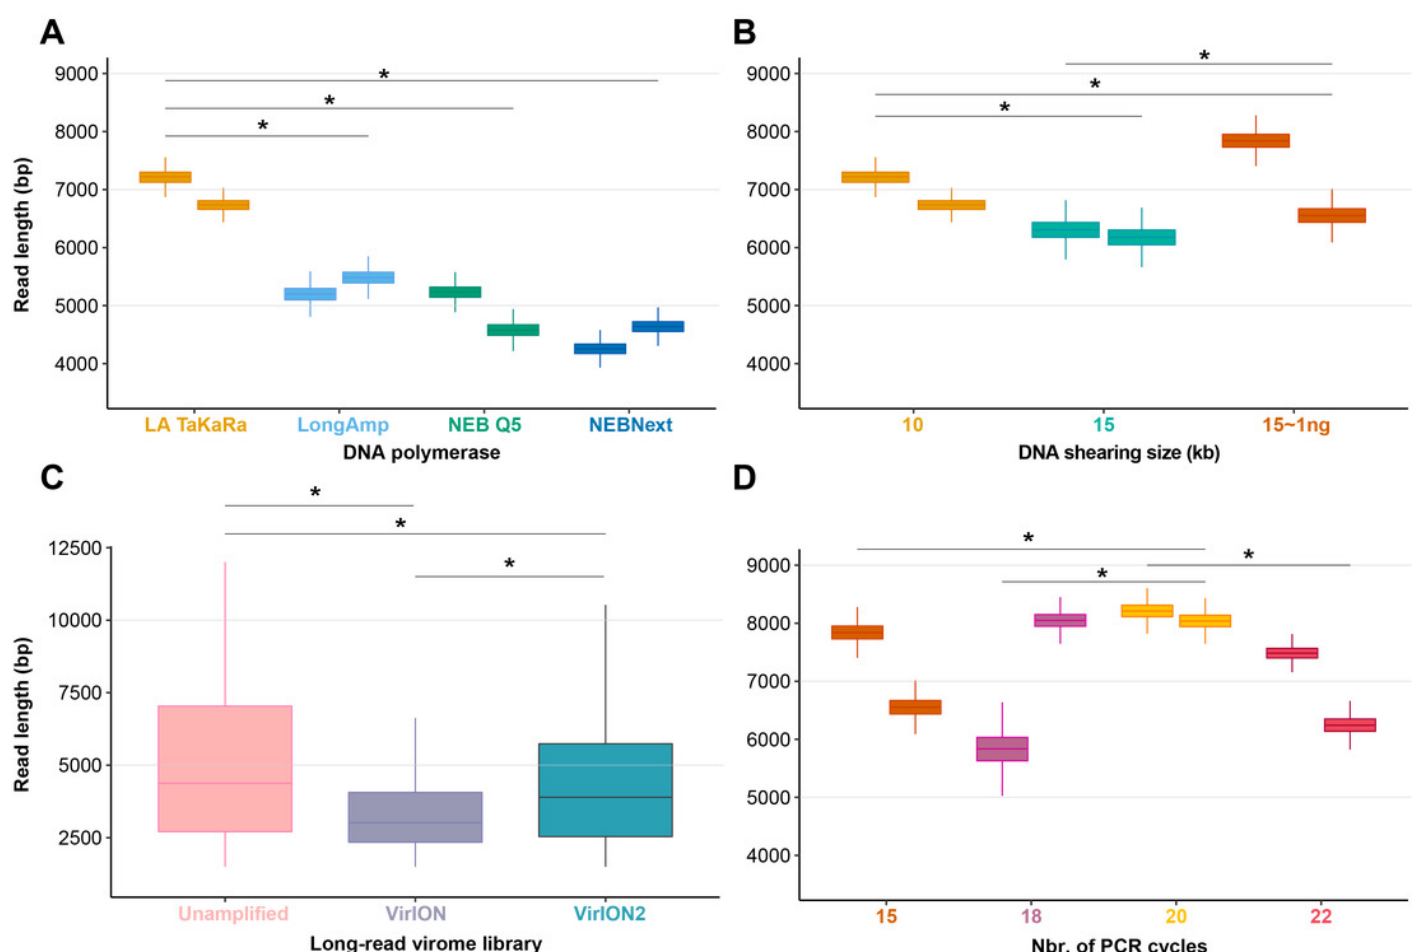 A
Read length (bp)
9000
8000
7000
6000
5000
4000
*
*
*
LA TaKaRa LongAmp NEB Q5 NEBNext
DNA polymerase
B
9000
8000
7000
6000
5000
4000
*
*
*
10 15 15~1ng
DNA shearing size (kb)
C
Read length (bp)
12500
10000
7500
5000
2500
*
*
*
Unamplified VirION VirION2
Long-read virome library
D
9000
8000
7000
6000
5000
4000
*
*
*
15 18 20 22
Nbr. of PCR cycles